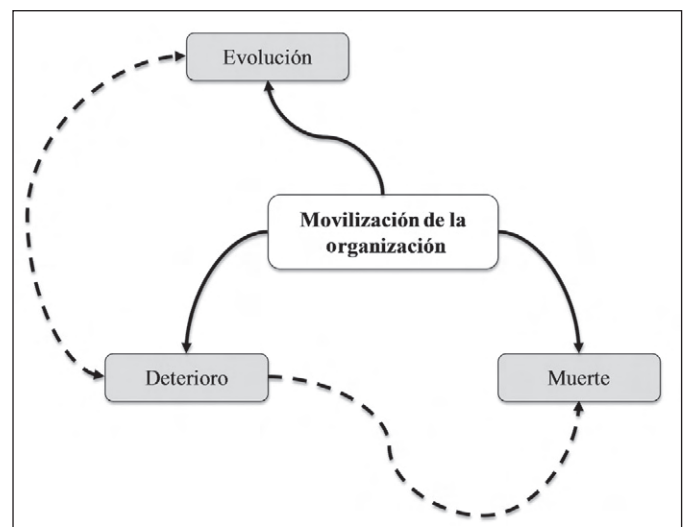 Evolución
Movilización de la
organización
Deterioro
Muerte